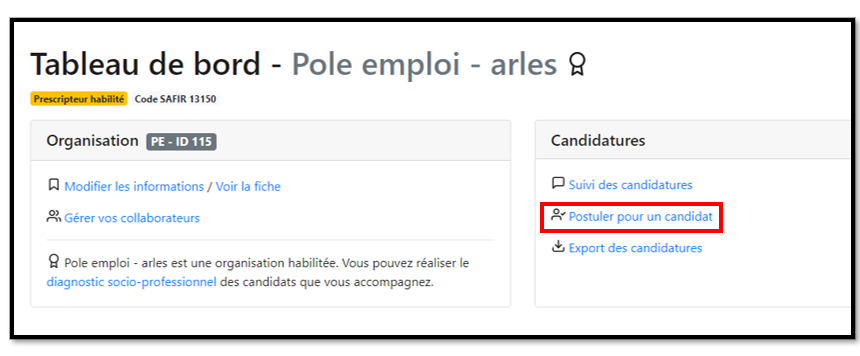 Tableau de bord - Pole emploi - arles
Prescripteur habilité Code SAFIR 13150
Organisation PE - ID 115
Modifier les informations / Voir la fiche
Gérer vos collaborateurs
Pole emploi - arles est une organisation habilitée. Vous pouvez réaliser le
diagnostic socio-professionnel des candidats que vous accompagnez.
Candidatures
Suivi des candidatures
Postuler pour un candidat
Export des candidatures